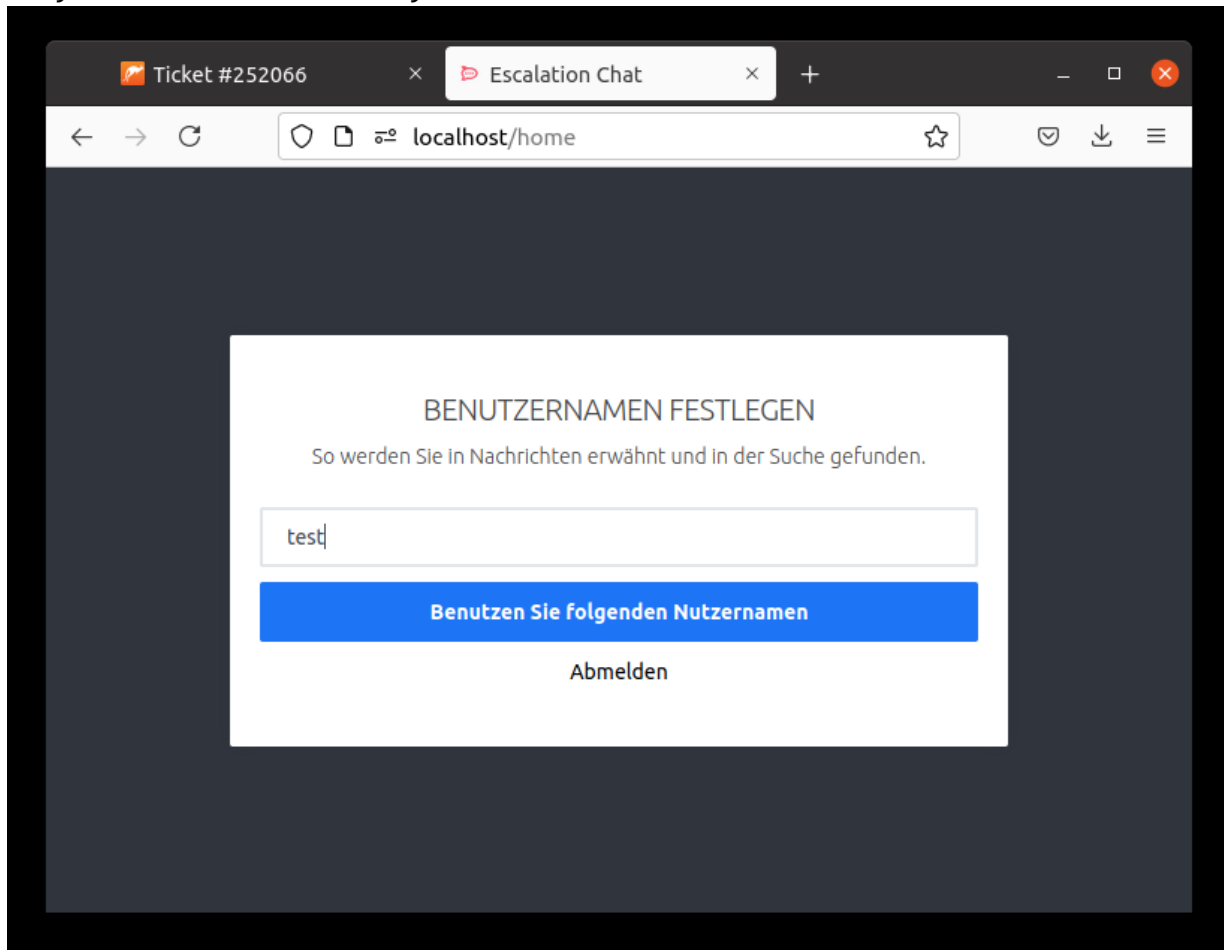 Ticket #252066
Escalation Chat
localhost/home
BENUTZERNAMEN FESTLEGEN
So werden Sie in Nachrichten erwähnt und in der Suche gefunden.
test
Benutzen Sie folgenden Nutzernamen
Abmelden